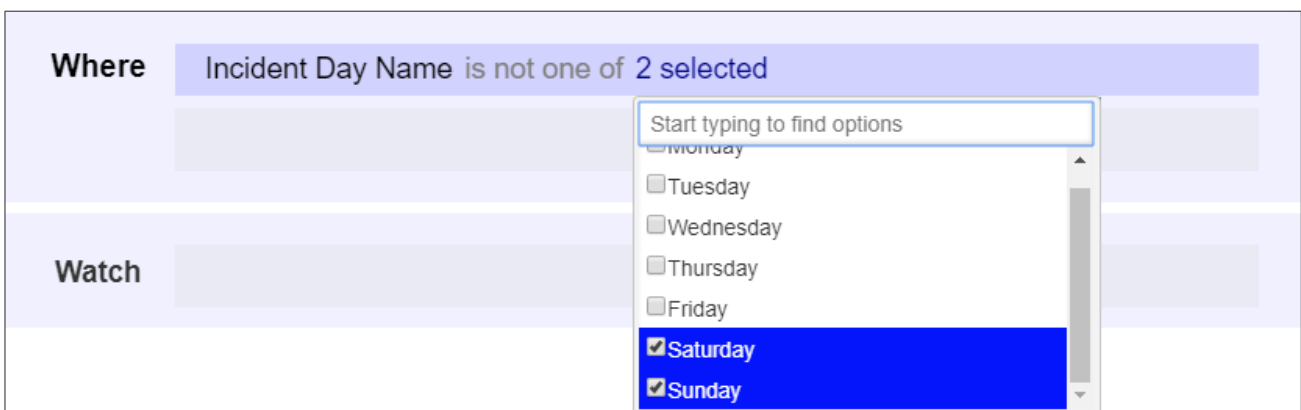 Where Incident Day Name is not one of 2 selected
Start typing to find options
Monday
Tuesday
Wednesday
Thursday
Watch
Friday
Saturday
Sunday